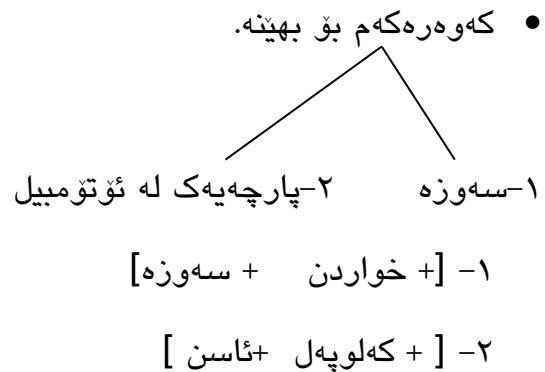 • کەوەرەکەم بۆ بهێنە.
١-سەوزە ٢-پارچەیەک لە ئۆتۆمبیل
١- [+ خواردن + سەوزە]
٢- [ + کەلوپەل +ئاسن ]